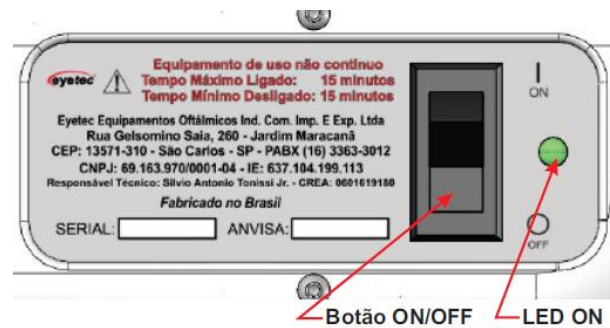 eyetec
Equipamento de uso não contínuo
Tempo Máximo Ligado: 15 minutos
Tempo Mínimo Desligado: 15 minutos
Eyetec Equipamentos Oftálmicos Ind. Com. Imp. E Exp. Ltda
Rua Gelsomino Saia, 260 - Jardim Maracanã
CEP: 13571-310 - São Carlos - SP - PABX (16) 3363-3012
CNPJ: 69.163.970/0001-04 - IE: 637.104.199.113
Responsável Técnico: Silvio Antonio Tonissi Jr. - CREA: 0601619180
Fabricado no Brasil
SERIAL: ANVISA:
ON
OFF
Botão ON/OFF
LED ON